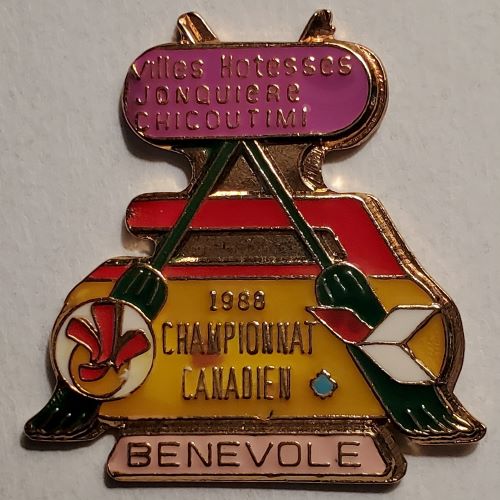 Villes Hotesses
JONQUIERE
CHICOUTIMI
1988
CHAMPIONNAT
CANADIEN
BENEVOLE